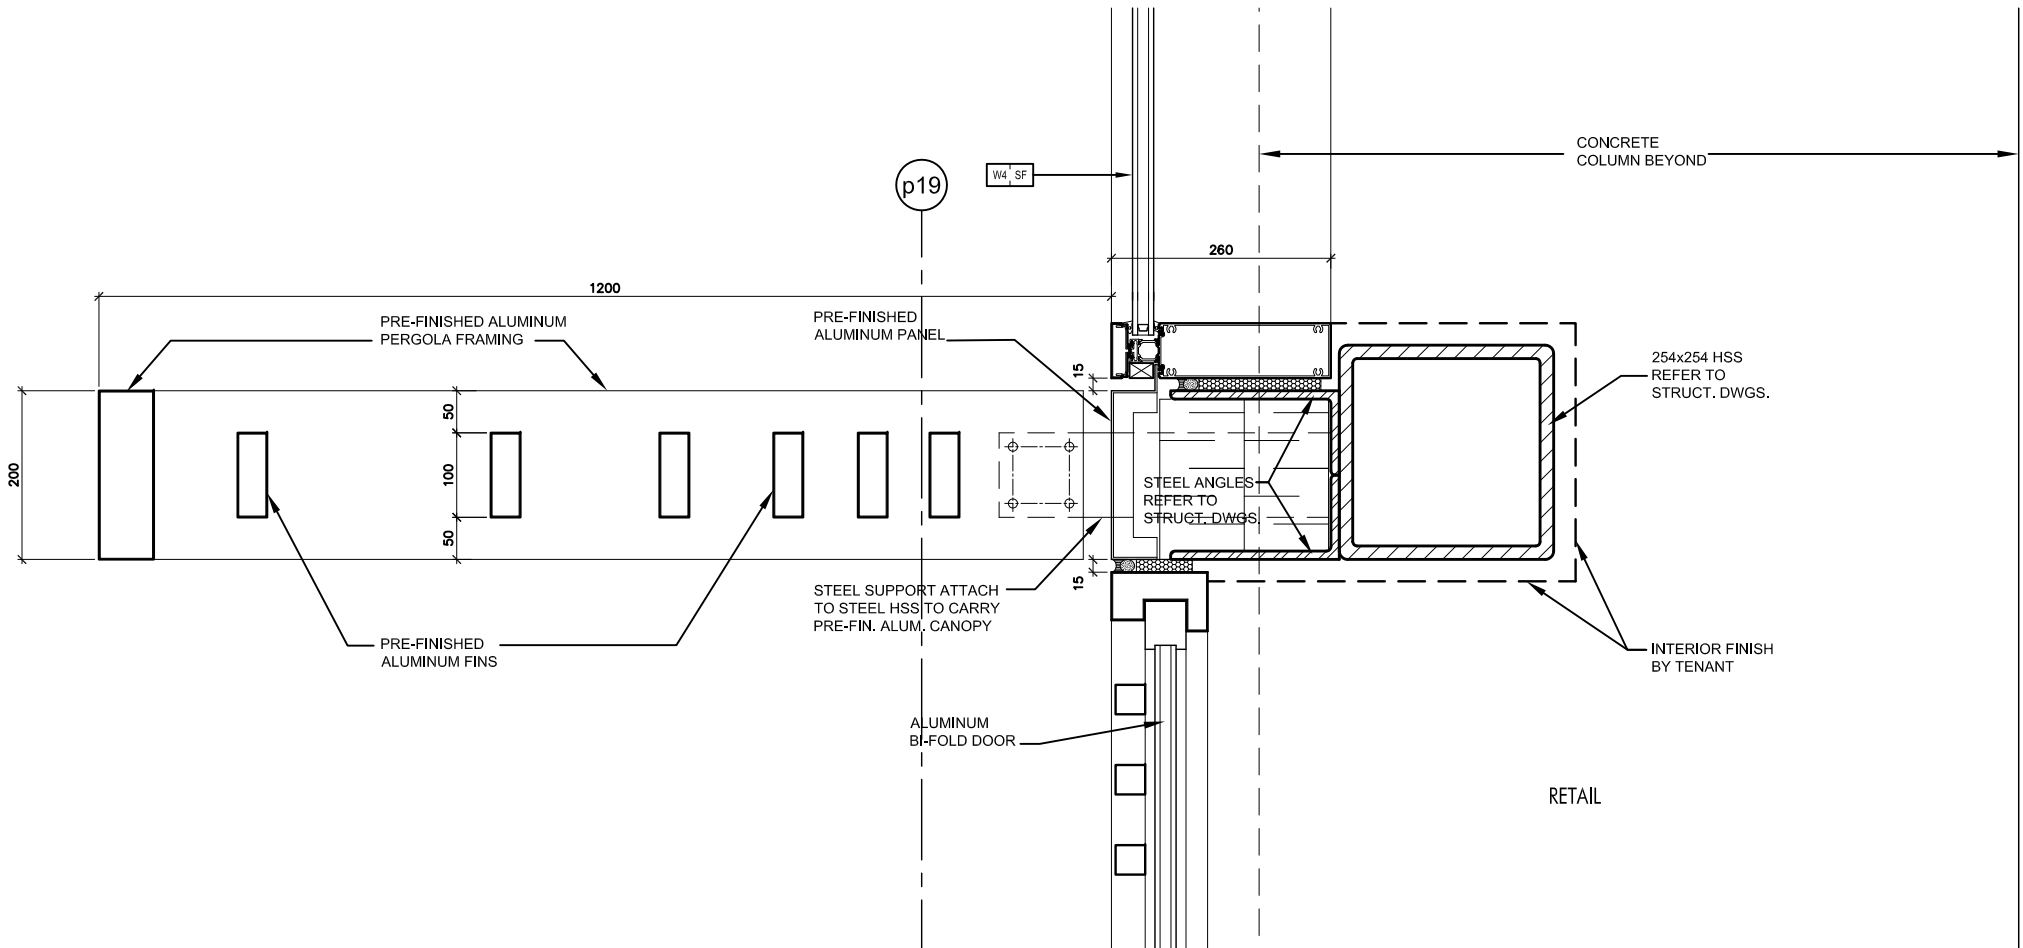 CONCRETE
COLUMN BEYOND
p19
W4 SF
260
1200
PRE-FINISHED ALUMINUM
PERGOLA FRAMING
PRE-FINISHED
ALUMINUM PANEL
15
254x254 HSS
REFER TO
STRUCT. DWGS.
50
200
100
50
STEEL ANGLES
REFER TO
STRUCT. DWGS.
15
STEEL SUPPORT ATTACH
TO STEEL HSS TO CARRY
PRE-FIN. ALUM. CANOPY
PRE-FINISHED
ALUMINUM FINS
INTERIOR FINISH
BY TENANT
ALUMINUM
BI-FOLD DOOR
RETAIL